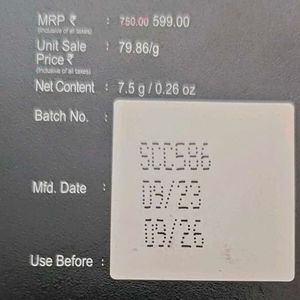 MRP ₹ : 750.00 599.00
(Inclusive of all taxes)
Unit Sale : 79.86/g
Price ₹
(Inclusive of all taxes)
Net Content : 7.5 g / 0.26 oz
Batch No. :
SCC586
Mfd. Date :
09/23
09/26
Use Before :